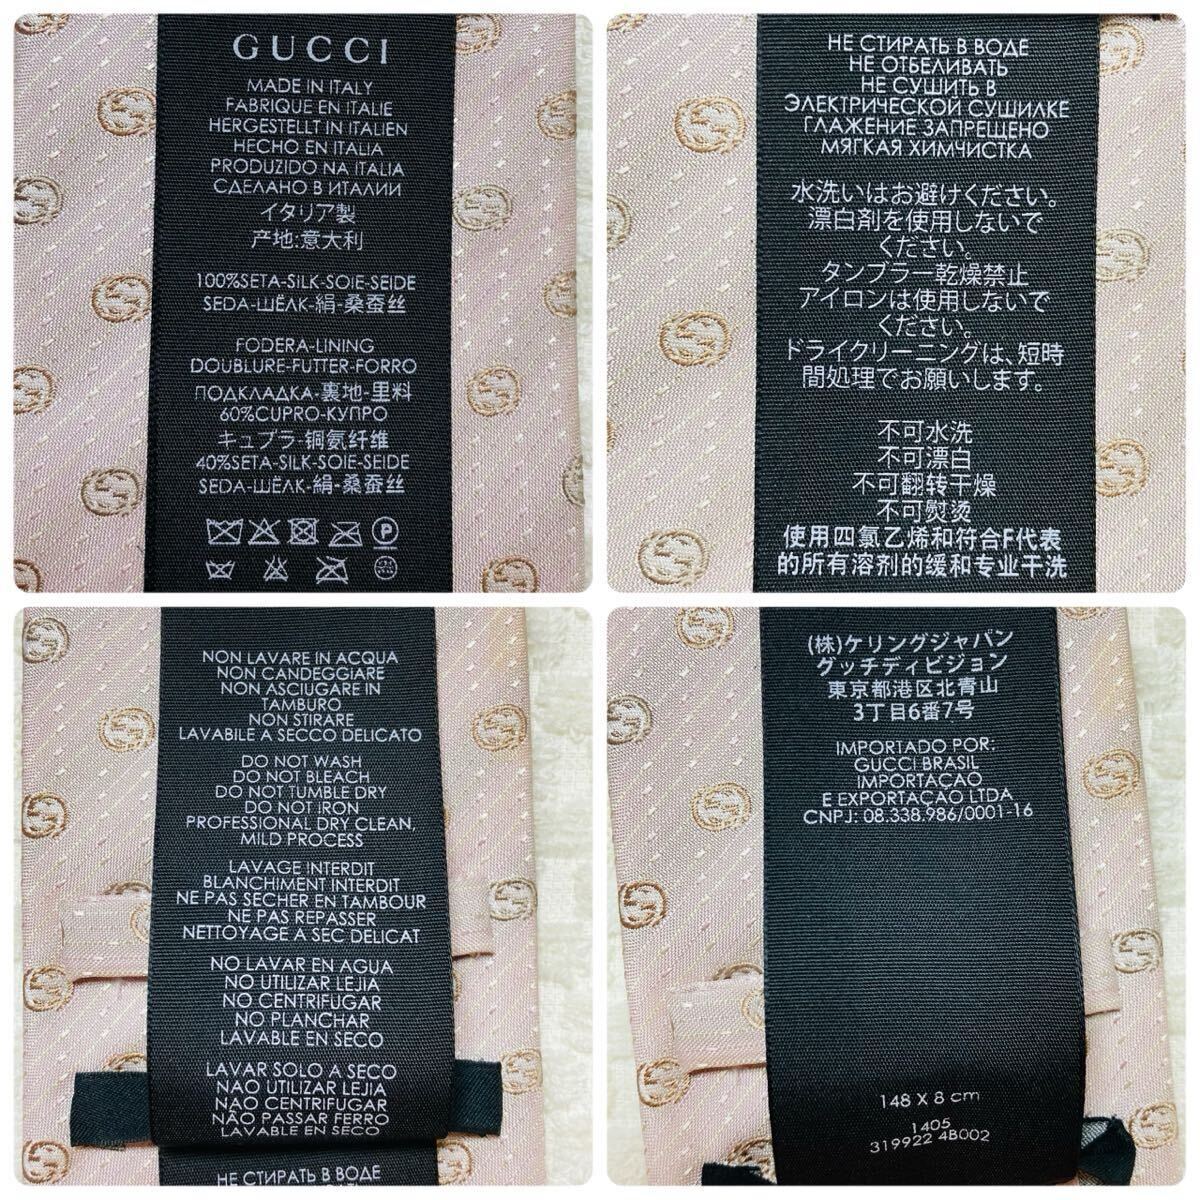 GUCCI
MADE IN ITALY
FABRIQUE EN ITALIE
HERGESTELLT IN ITALIEN
HECHO EN ITALIA
PRODUZIDO NA ITALIA
СДЕЛАНО В ИТАЛИИ
イタリア製
产地:意大利
100%SETA-SILK-SOIE-SEIDE
SEDA-ШЁЛК-絹-桑蚕丝
FODERA-LINING
DOUBLURE-FUTTER-FORRO
ПОДКЛАДКА-裏地-里料
60%CUPRO-КУПРО
キュプラ-铜氨纤维
40%SETA-SILK-SOIE-SEIDE
SEDA-ШЁЛК-絹-桑蚕丝
P
НЕ СТИРАТЬ В ВОДЕ
НЕ ОТБЕЛИВАТЬ
НЕ СУШИТЬ В
ЭЛЕКТРИЧЕСКОЙ СУШИЛКЕ
ГЛАЖЕНИЕ ЗАПРЕЩЕНО
МЯГКАЯ ХИМЧИСТКА
水洗いはお避けください。
漂白剤を使用しないで
ください。
タンブラー乾燥禁止
アイロンは使用しないで
ください。
ドライクリーニングは、短時
間処理でお願いします。
不可水洗
不可漂白
不可翻转干燥
不可熨烫
使用四氯乙烯和符合F代表
的所有溶剂的缓和专业干洗
NON LAVARE IN ACQUA
NON CANDEGGIARE
NON ASCIUGARE IN
TAMBURO
NON STIRARE
LAVABILE A SECCO DELICATO
DO NOT WASH
DO NOT BLEACH
DO NOT TUMBLE DRY
DO NOT IRON
PROFESSIONAL DRY CLEAN,
MILD PROCESS
LAVAGE INTERDIT
BLANCHIMENT INTERDIT
NE PAS SECHER EN TAMBOUR
NE PAS REPASSER
NETTOYAGE A SEC DELICAT
NO LAVAR EN AGUA
NO UTILIZAR LEJIA
NO CENTRIFUGAR
NO PLANCHAR
LAVABLE EN SECO
LAVAR SOLO A SECO
NAO UTILIZAR LEJIA
NAO CENTRIFUGAR
NÃO PASSAR FERRO
LAVABLE EN SECO
НЕ СТИРАТЬ В ВОДЕ
(株)ケリングジャパン
グッチディビジョン
東京都港区北青山
3丁目6番7号
IMPORTADO POR:
GUCCI BRASIL
IMPORTAÇAO
E EXPORTAÇAO LTDA
CNPJ: 08.338.986/0001-16
148 X 8 cm
1405
319922 4B002